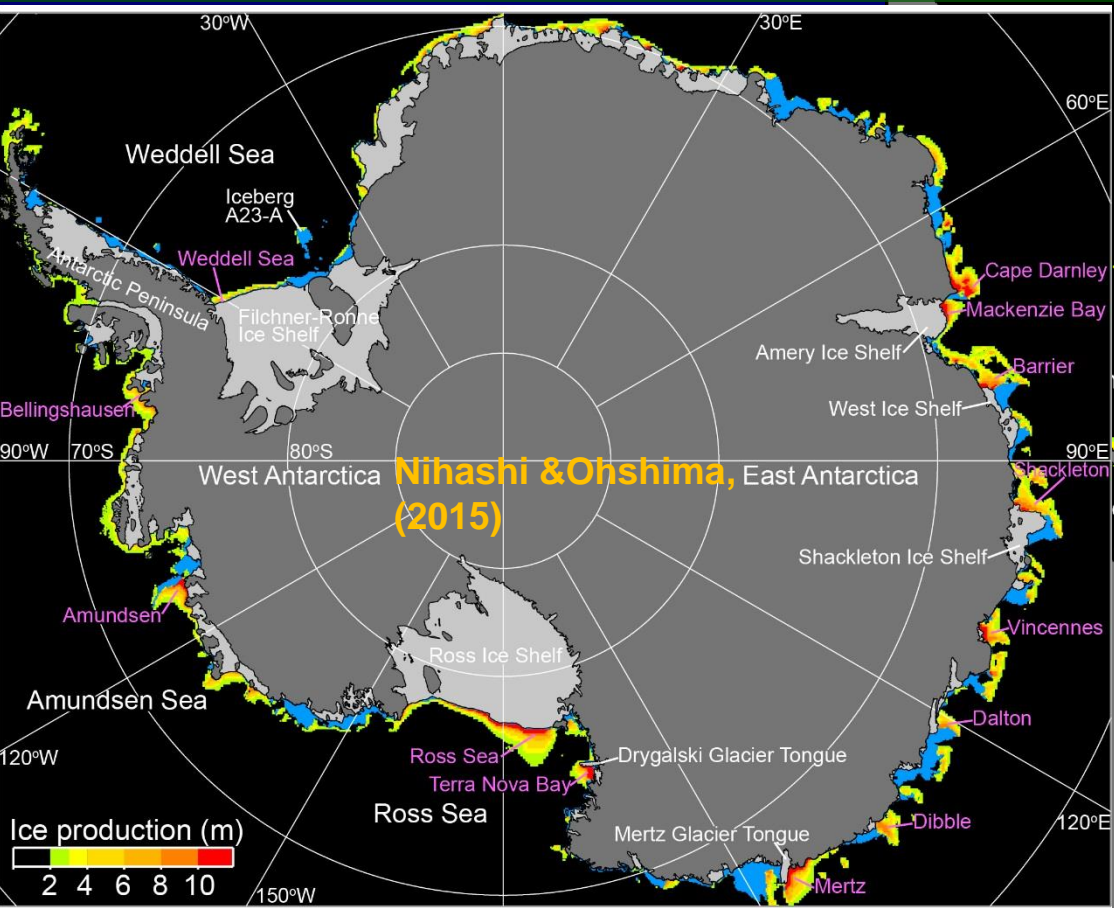 30°W
30°E
60°E
Weddell Sea
Iceberg
A23-A
Weddell Sea
Antarctic Peninsula
Filchner-Ronne
Ice Shelf
Cape Darnley
Mackenzie Bay
Amery Ice Shelf
Barrier
West Ice Shelf
Bellingshausen
90°W
70°S
80°S
90°E
West Antarctica
Nihashi &Ohshima,
(2015)
East Antarctica
Shackleton
Shackleton Ice Shelf
Amundsen
Vincennes
Ross Ice Shelf
Amundsen Sea
Dalton
120°W
Ross Sea
Drygalski Glacier Tongue
Terra Nova Bay
Ross Sea
Dibble
120°E
Mertz Glacier Tongue
Ice production (m)
2 4 6 8 10
Mertz
150°W